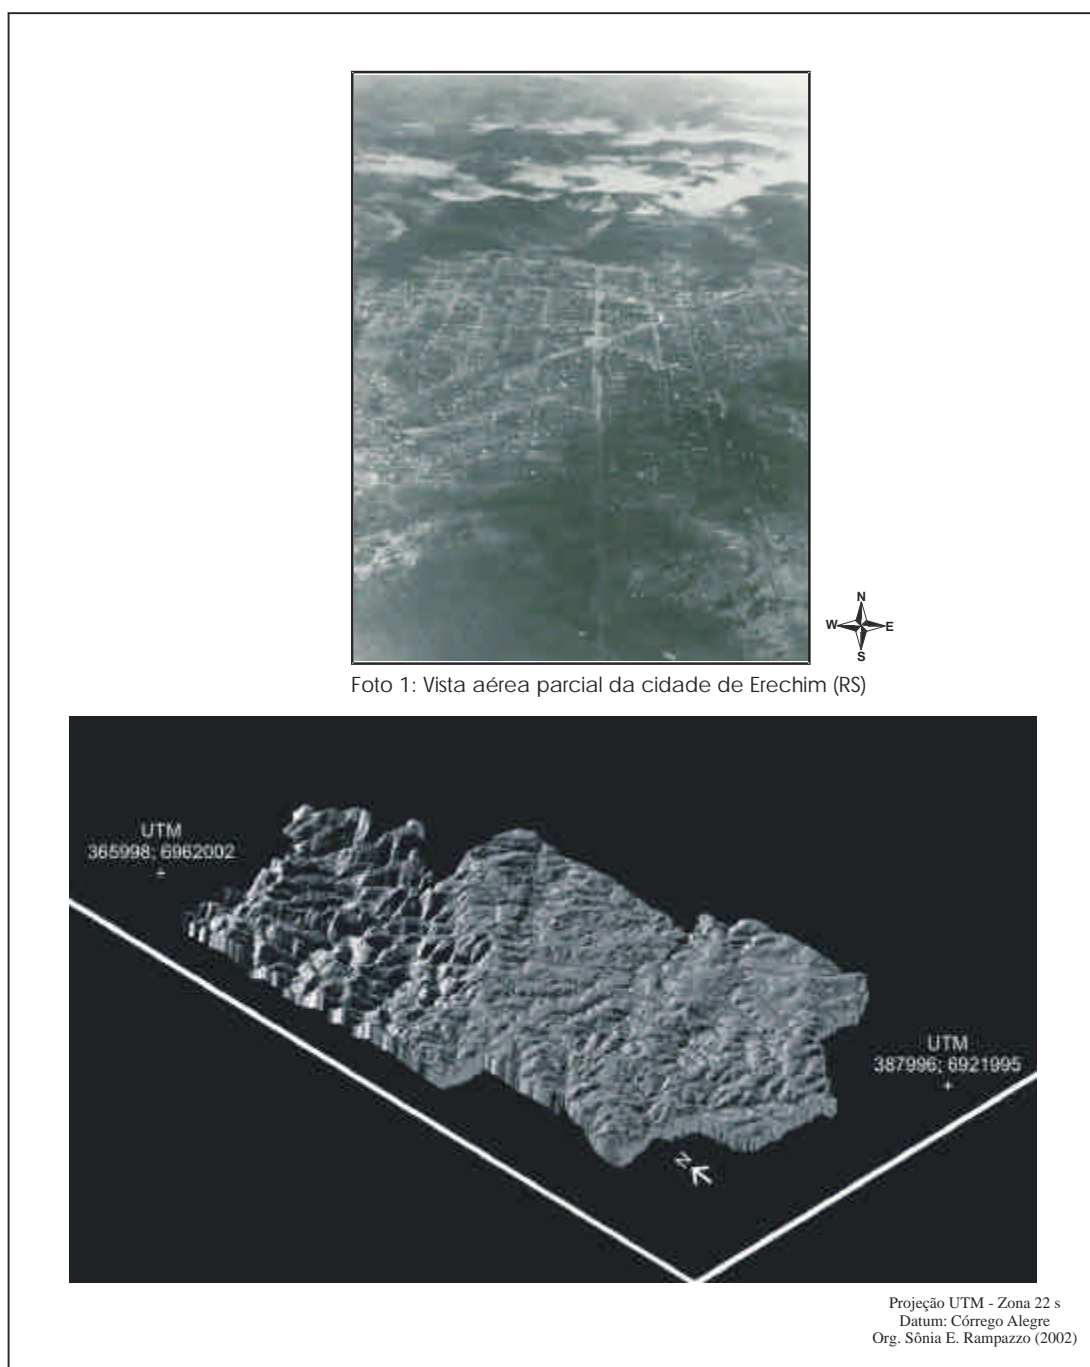 N
W E
S
Foto 1: Vista aérea parcial da cidade de Erechim (RS)
UTM
365998; 6962002
UTM
387996; 6921995
N
Projeção UTM - Zona 22 s
Datum: Córrego Alegre
Org. Sônia E. Rampazzo (2002)